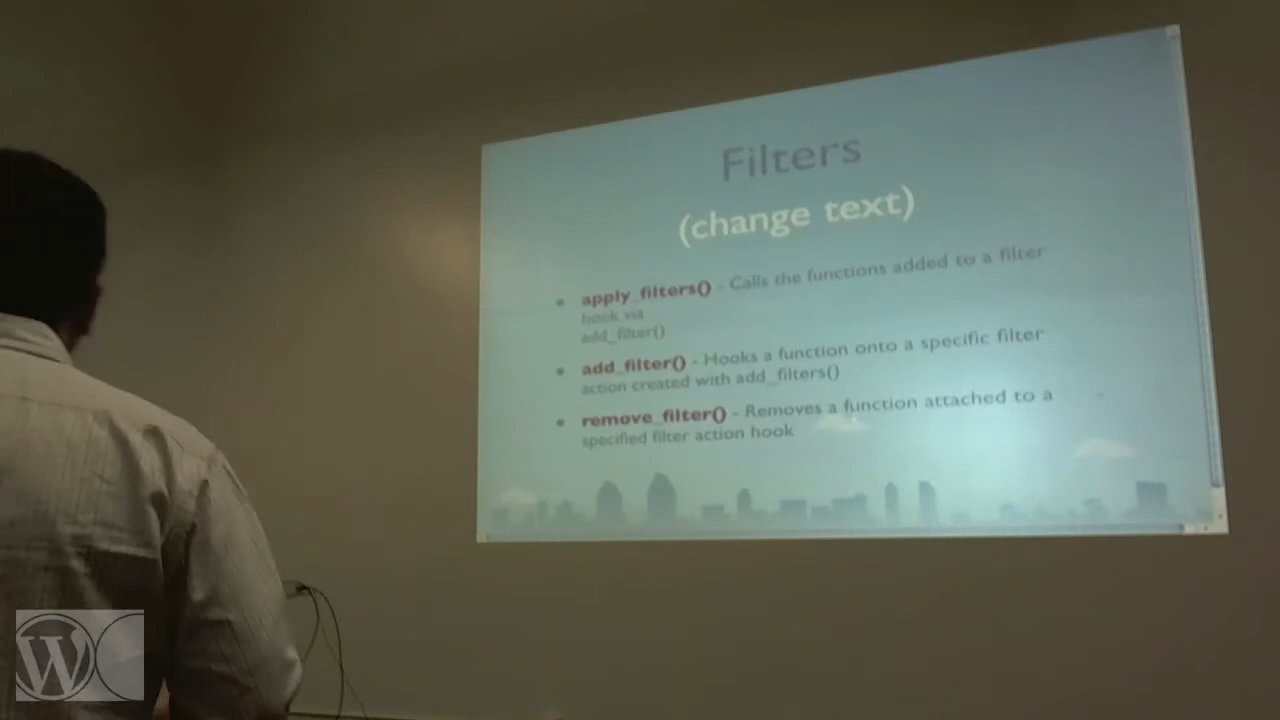 Filters
(change text)
• apply_filters() - Calls the functions added to a filter
hook via
add_filter()
• add_filter() - Hooks a function onto a specific filter
action created with add_filters()
• remove_filter() - Removes a function attached to a
specified filter action hook
W